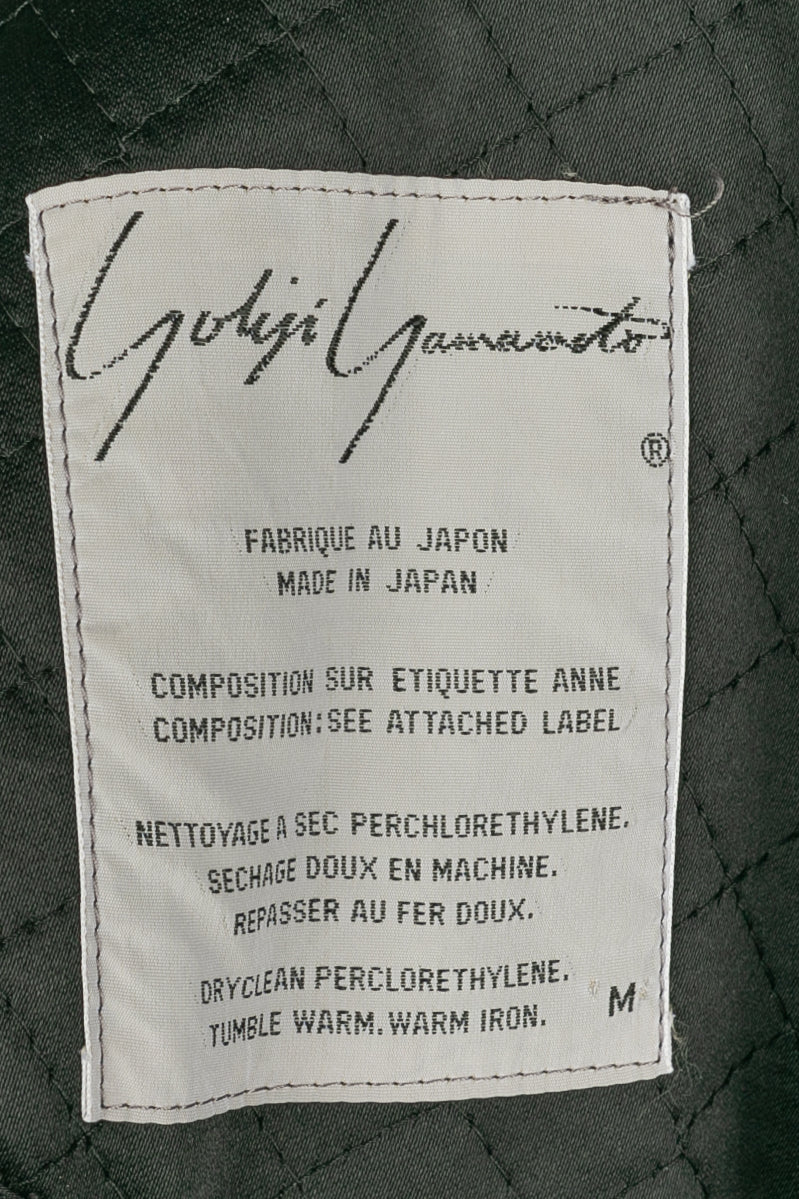 Yohji Yamamoto
®
FABRIQUE AU JAPON
MADE IN JAPAN
COMPOSITION SUR ETIQUETTE ANNE
COMPOSITION: SEE ATTACHED LABEL
NETTOYAGE A SEC PERCHLORETHYLENE.
SECHAGE DOUX EN MACHINE.
REPASSER AU FER DOUX.
DRYCLEAN PERCLORETHYLENE.
TUMBLE WARM. WARM IRON.
M